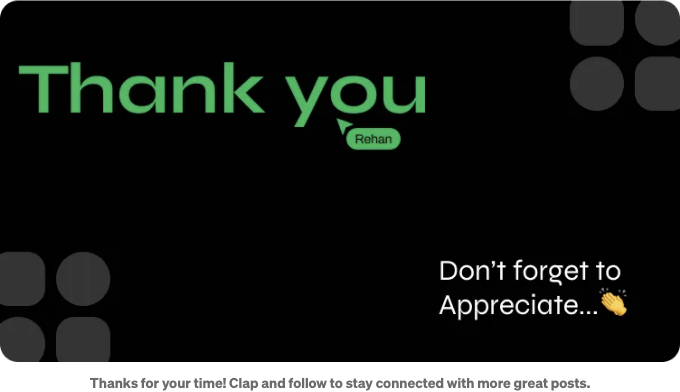 Thank you
Rehan
Don’t forget to
Appreciate...👏
Thanks for your time! Clap and follow to stay connected with more great posts.